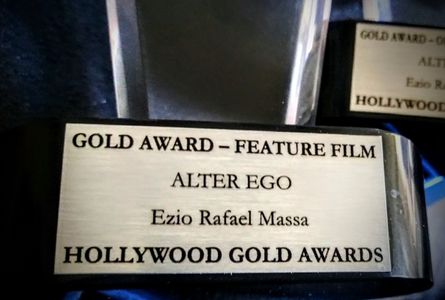 GOLD AWARD – FEATURE FILM
ALTER EGO
Ezio Rafael Massa
HOLLYWOOD GOLD AWARDS
GOLD AWARD –
HOLLYWOOD